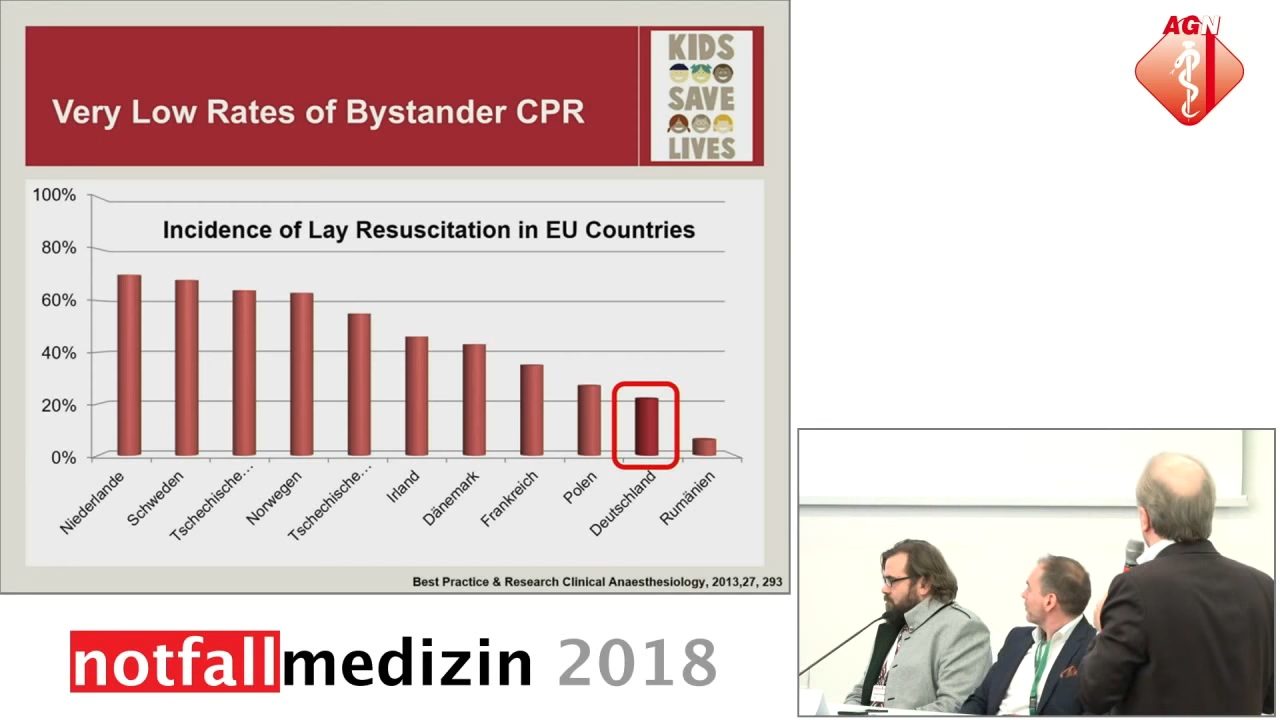 Very Low Rates of Bystander CPR
KIDS
SAVE
LIVES
AGN
Incidence of Lay Resuscitation in EU Countries
100%
80%
60%
40%
20%
0%
Niederlande
Schweden
Tschechische...
Norwegen
Tschechische...
Irland
Dänemark
Frankreich
Polen
Deutschland
Rumänien
Best Practice & Research Clinical Anaesthesiology, 2013,27, 293
notfallmedizin 2018